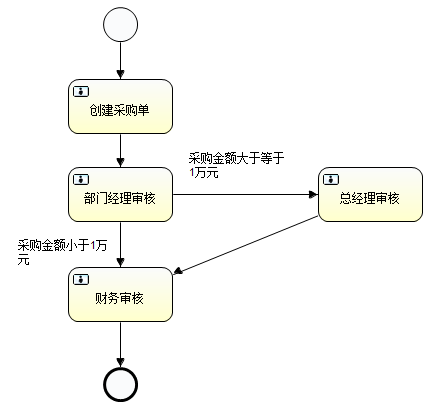 创建采购单
采购金额大于等于
1万元
部门经理审核
总经理审核
采购金额小于1万
元
财务审核